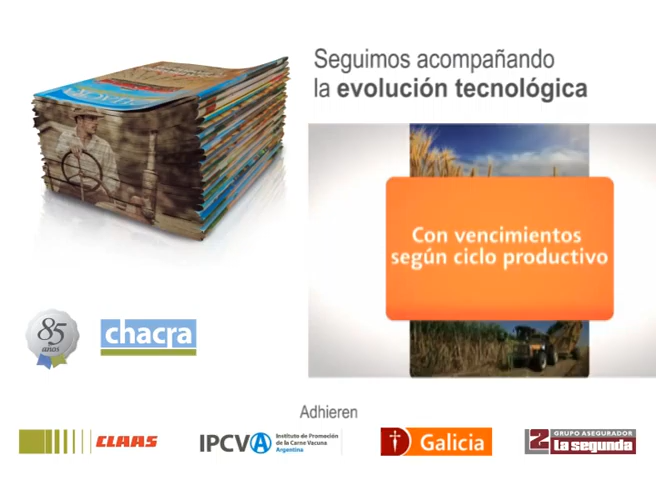 Seguimos acompañando
la evolución tecnológica
Con vencimientos
según ciclo productivo
85
años
chacra
Adhieren
CLAAS
IPCVA
Instituto de Promoción
de la Carne Vacuna
Argentina
Galicia
GRUPO ASEGURADOR
La segunda